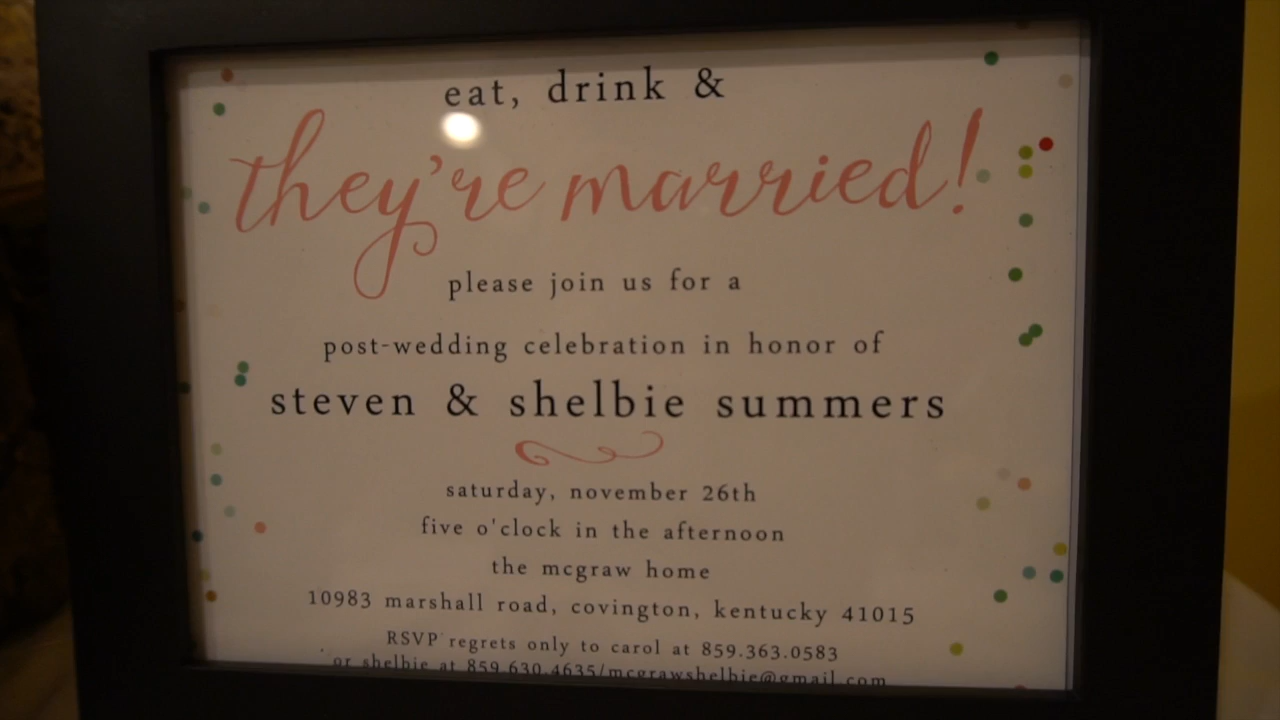 eat, drink &
they're married!
please join us for a
post-wedding celebration in honor of
steven & shelbie summers
saturday, november 26th
five o'clock in the afternoon
the mcgraw home
10983 marshall road, covington, kentucky 41015
RSVP regrets only to carol at 859.363.0583
or shelbie at 859.630.4635/mcgrawshelbie@gmail.com